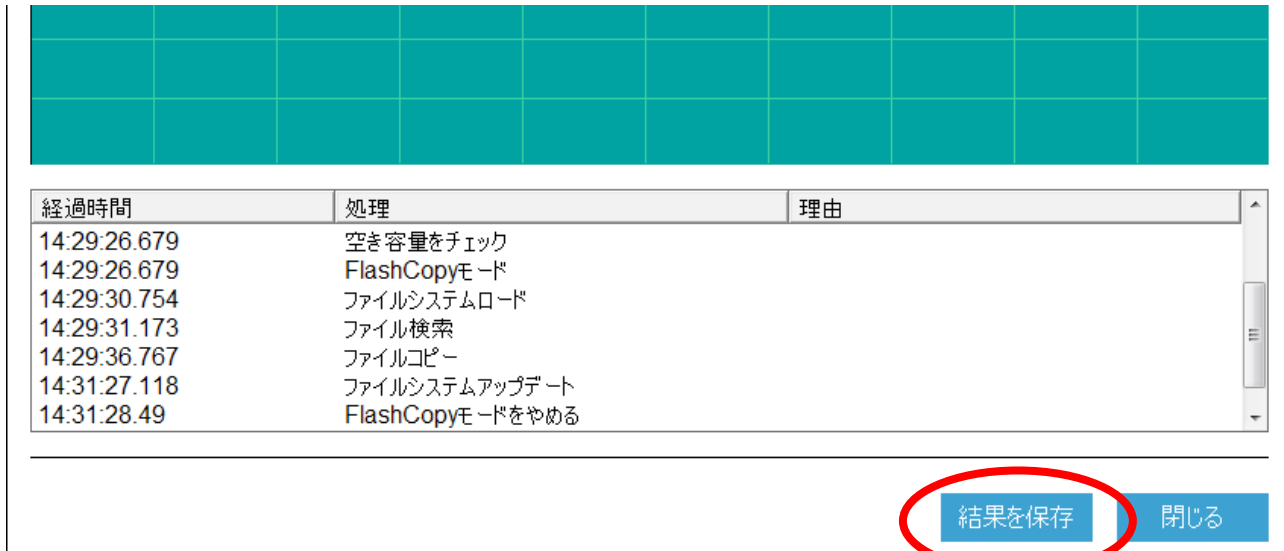 経過時間 処理 理由
14:29:26.679 空き容量をチェック
14:29:26.679 FlashCopyモード
14:29:30.754 ファイルシステムロード
14:29:31.173 ファイル検索
14:29:36.767 ファイルコピー
14:31:27.118 ファイルシステムアップデート
14:31:28.49 FlashCopyモードをやめる
結果を保存 閉じる